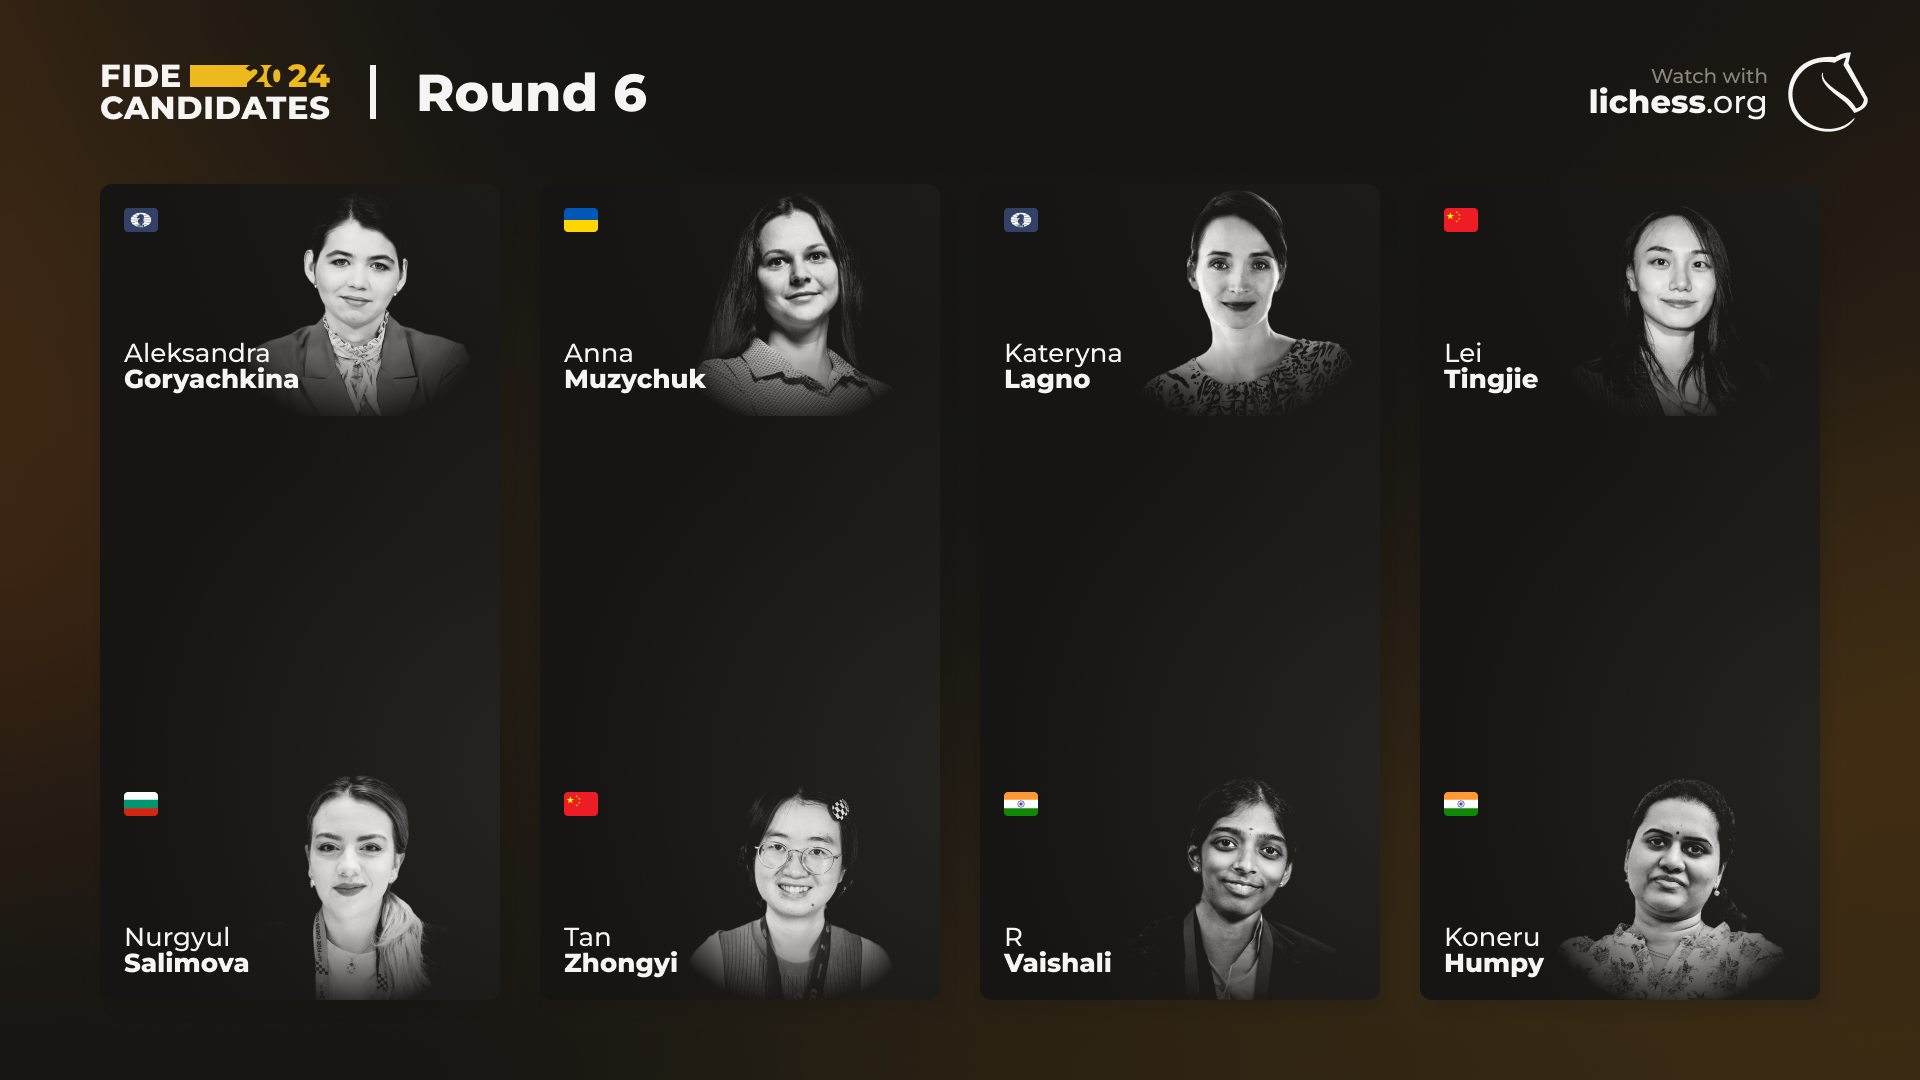 FIDE 2024
CANDIDATES
Round 6
Watch with
lichess.org
Aleksandra
Goryachkina
Anna
Muzychuk
Kateryna
Lagno
Lei
Tingjie
Nurgyul
Salimova
Tan
Zhongyi
R
Vaishali
Koneru
Humpy